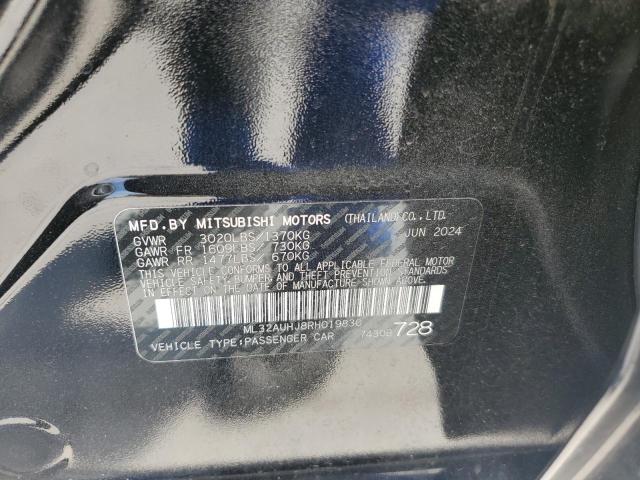 MFD.BY MITSUBISHI MOTORS (THAILAND)CO.,LTD.
GVWR 3020LBS/1370KG JUN 2024
GAWR FR 1609LBS/ 730KG
GAWR RR 1477LBS/ 670KG
THIS VEHICLE CONFORMS TO ALL APPLICABLE FEDERAL MOTOR
VEHICLE SAFETY, BUMPER, AND THEFT PREVENTION STANDARDS
IN EFFECT ON THE DATE OF MANUFACTURE SHOWN ABOVE.
ML32AUHJ8RH019830
VEHICLE TYPE:PASSENGER CAR 7430B 728